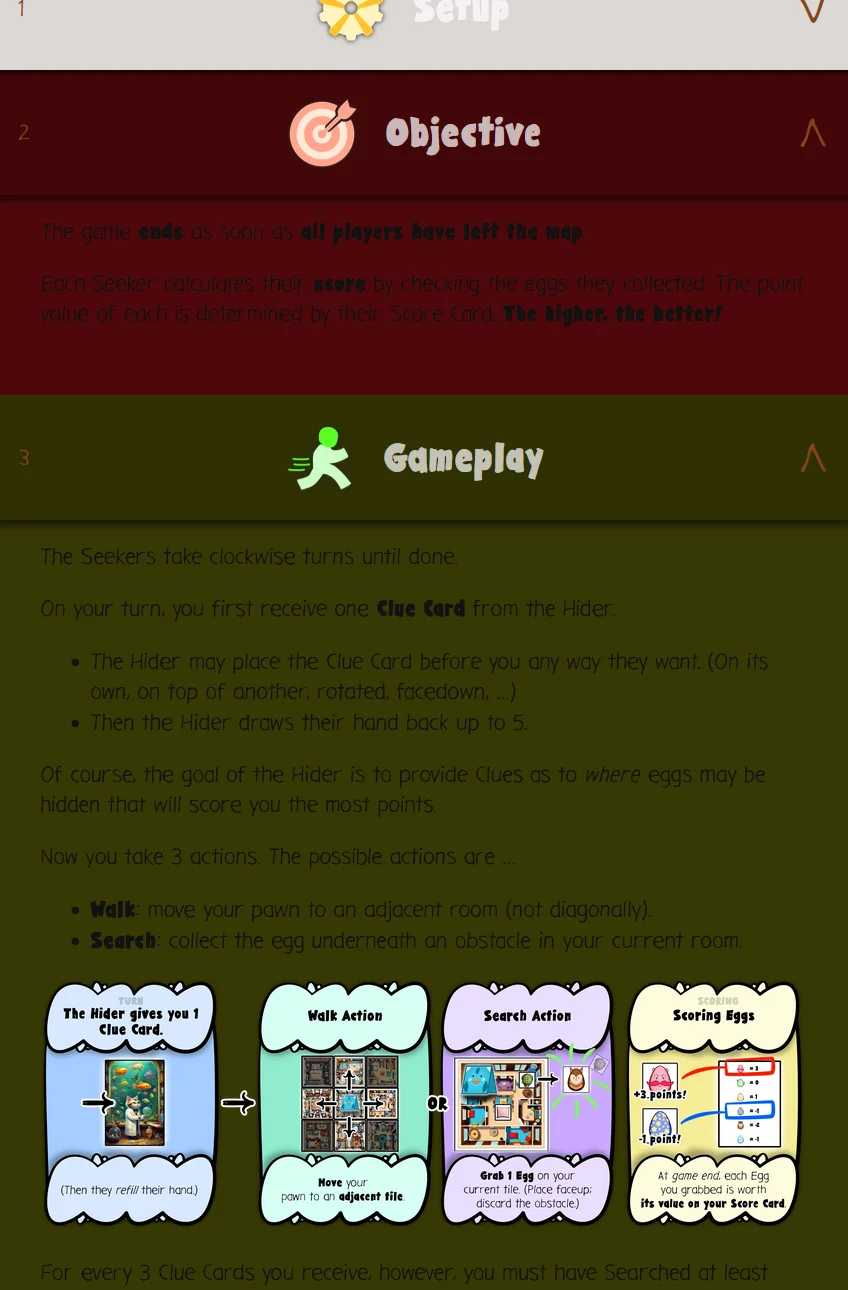 1
Setup
2
Objective
The game ends as soon as all players have left the map.
Each Seeker calculates their score by checking the eggs they collected. The point
value of each is determined by their Score Card. The higher, the better!
3
Gameplay
The Seekers take clockwise turns until done.
On your turn, you first receive one Clue Card from the Hider.
• The Hider may place the Clue Card before you any way they want. (On its
own, on top of another, rotated, facedown, ...)
• Then the Hider draws their hand back up to 5.
Of course, the goal of the Hider is to provide Clues as to where eggs may be
hidden that will score you the most points.
Now you take 3 actions. The possible actions are ...
• Walk: move your pawn to an adjacent room (not diagonally).
• Search: collect the egg underneath an obstacle in your current room.
TURN
The Hider gives you 1
Clue Card.
(Then they refill their hand.)
Walk Action
Move your
pawn to an adjacent tile.
OR
Search Action
Grab 1 Egg on your
current tile. (Place faceup;
discard the obstacle.)
SCORING
Scoring Eggs
+3 points!
-1 point!
= 3
= 0
= 1
= -1
= -2
= -1
At game end, each Egg
you grabbed is worth
its value on your Score Card.
For every 3 Clue Cards you receive, however, you must have Searched at least